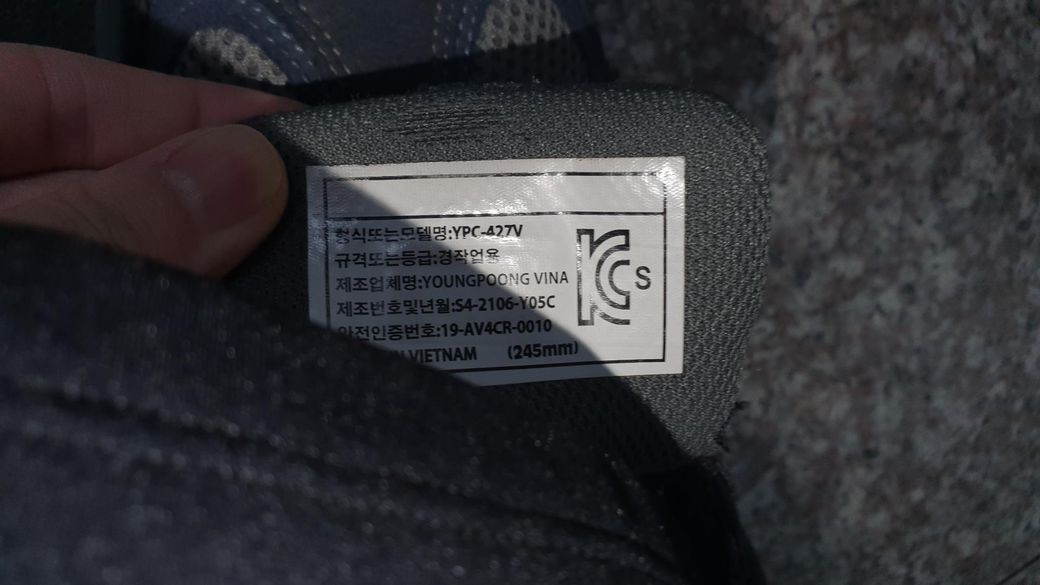 형식또는모델명:YPC-427V
규격또는등급:경작업용
제조업체명:YOUNGPOONG VINA
제조번호및년월:S4-2106-Y05C
안전인증번호:19-AV4CR-0010
VIETNAM (245mm)
KCs